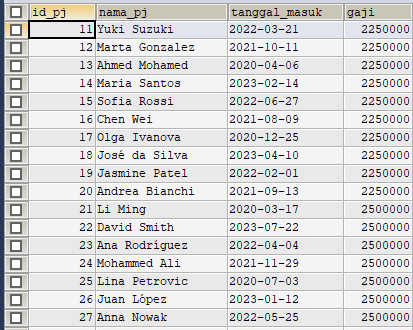 id_pj nama_pj tanggal_masuk gaji
11 Yuki Suzuki 2022-03-21 2250000
12 Marta Gonzalez 2021-10-11 2250000
13 Ahmed Mohamed 2020-04-06 2250000
14 Maria Santos 2023-02-14 2250000
15 Sofia Rossi 2022-06-27 2250000
16 Chen Wei 2021-08-09 2250000
17 Olga Ivanova 2020-12-25 2250000
18 José da Silva 2023-04-10 2250000
19 Jasmine Patel 2022-02-01 2250000
20 Andrea Bianchi 2021-09-13 2250000
21 Li Ming 2020-03-17 2500000
22 David Smith 2023-07-22 2500000
23 Ana Rodríguez 2022-04-04 2500000
24 Mohammed Ali 2021-11-29 2500000
25 Lina Petrovic 2020-07-03 2500000
26 Juan López 2023-01-12 2500000
27 Anna Nowak 2022-05-25 2500000